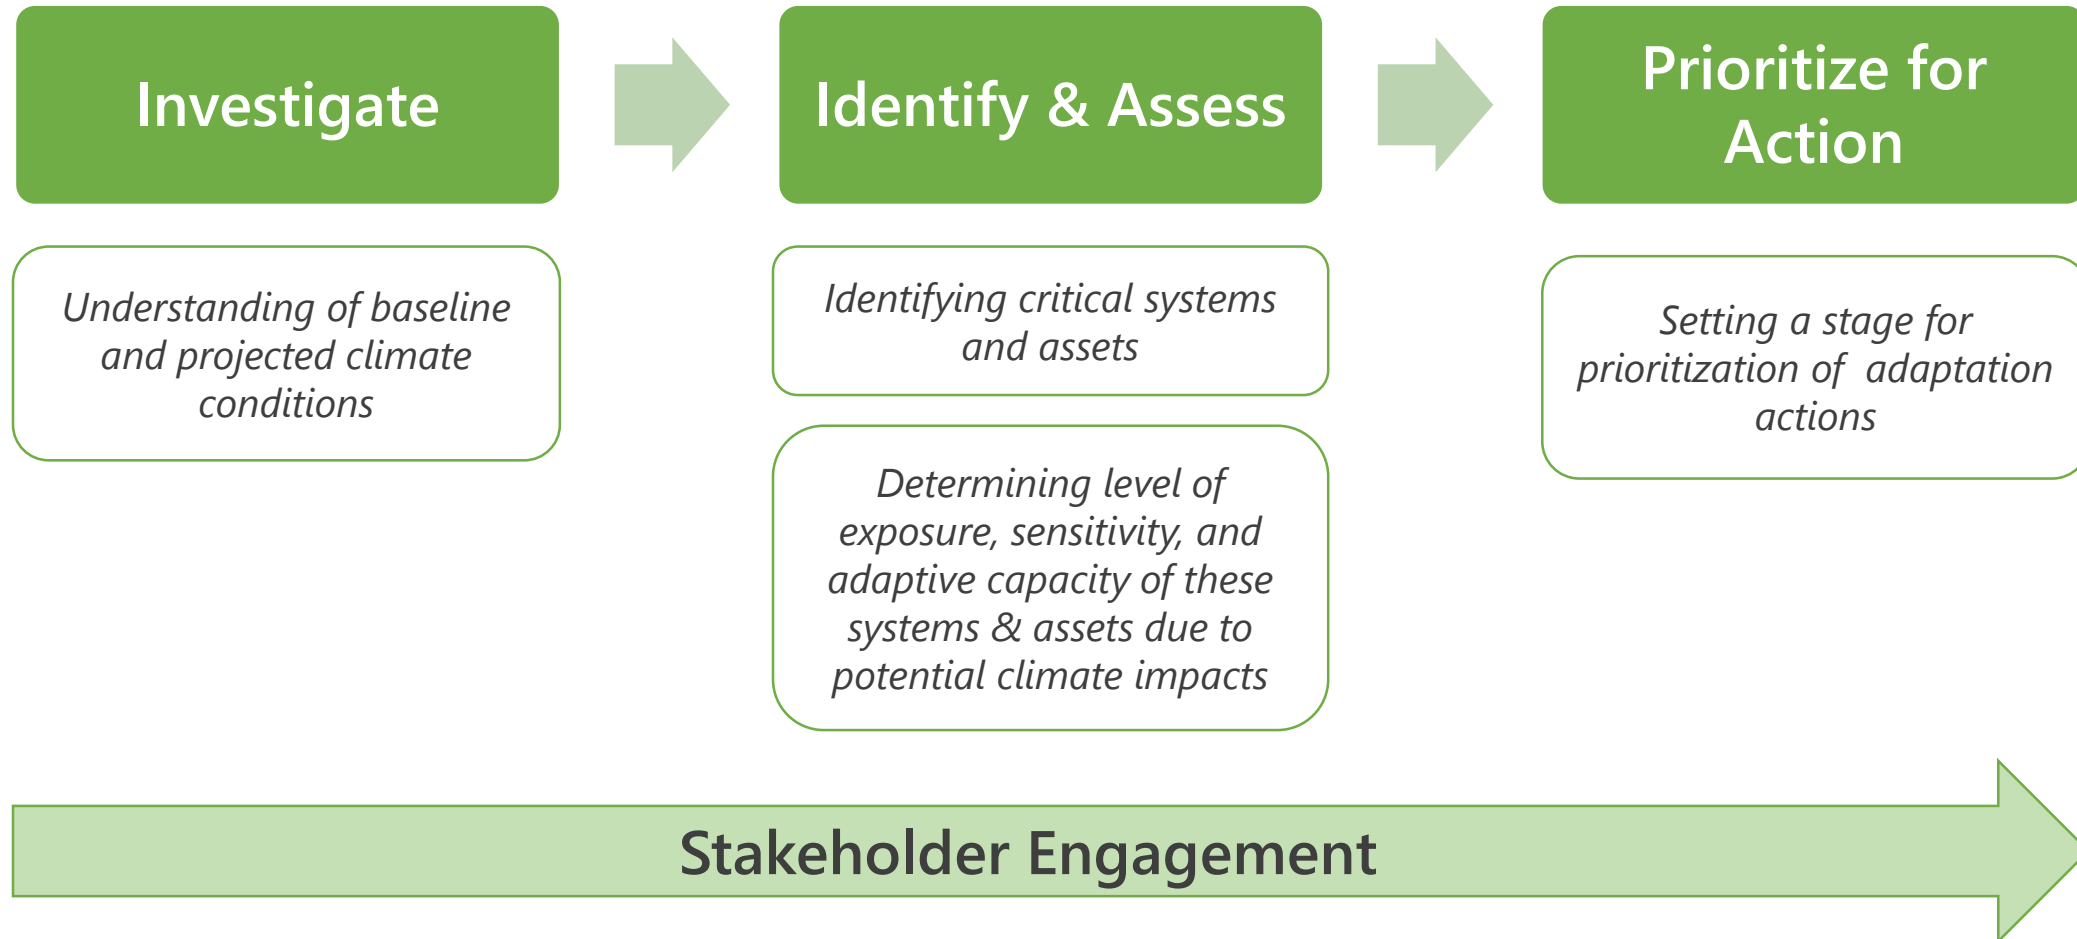 Investigate
Identify & Assess
Prioritize for
Action
Understanding of baseline
and projected climate
conditions
Identifying critical systems
and assets
Determining level of
exposure, sensitivity, and
adaptive capacity of these
systems & assets due to
potential climate impacts
Setting a stage for
prioritization of  adaptation
actions
Stakeholder Engagement